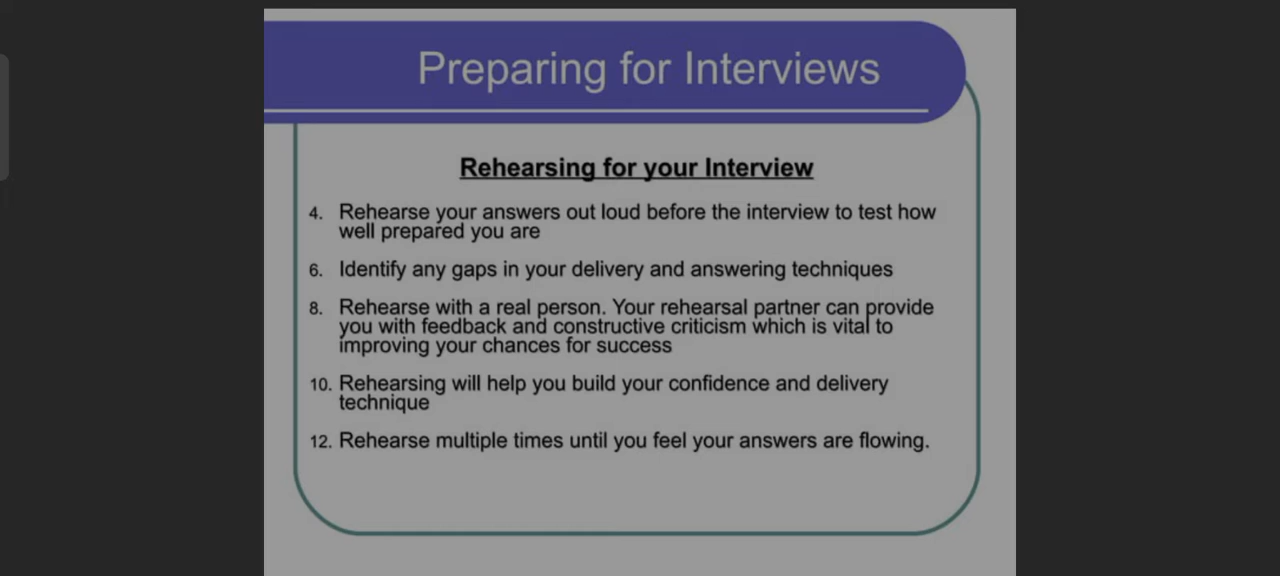 Preparing for Interviews
Rehearsing for your Interview
4. Rehearse your answers out loud before the interview to test how
well prepared you are
6. Identify any gaps in your delivery and answering techniques
8. Rehearse with a real person. Your rehearsal partner can provide
you with feedback and constructive criticism which is vital to
improving your chances for success
10. Rehearsing will help you build your confidence and delivery
technique
12. Rehearse multiple times until you feel your answers are flowing.